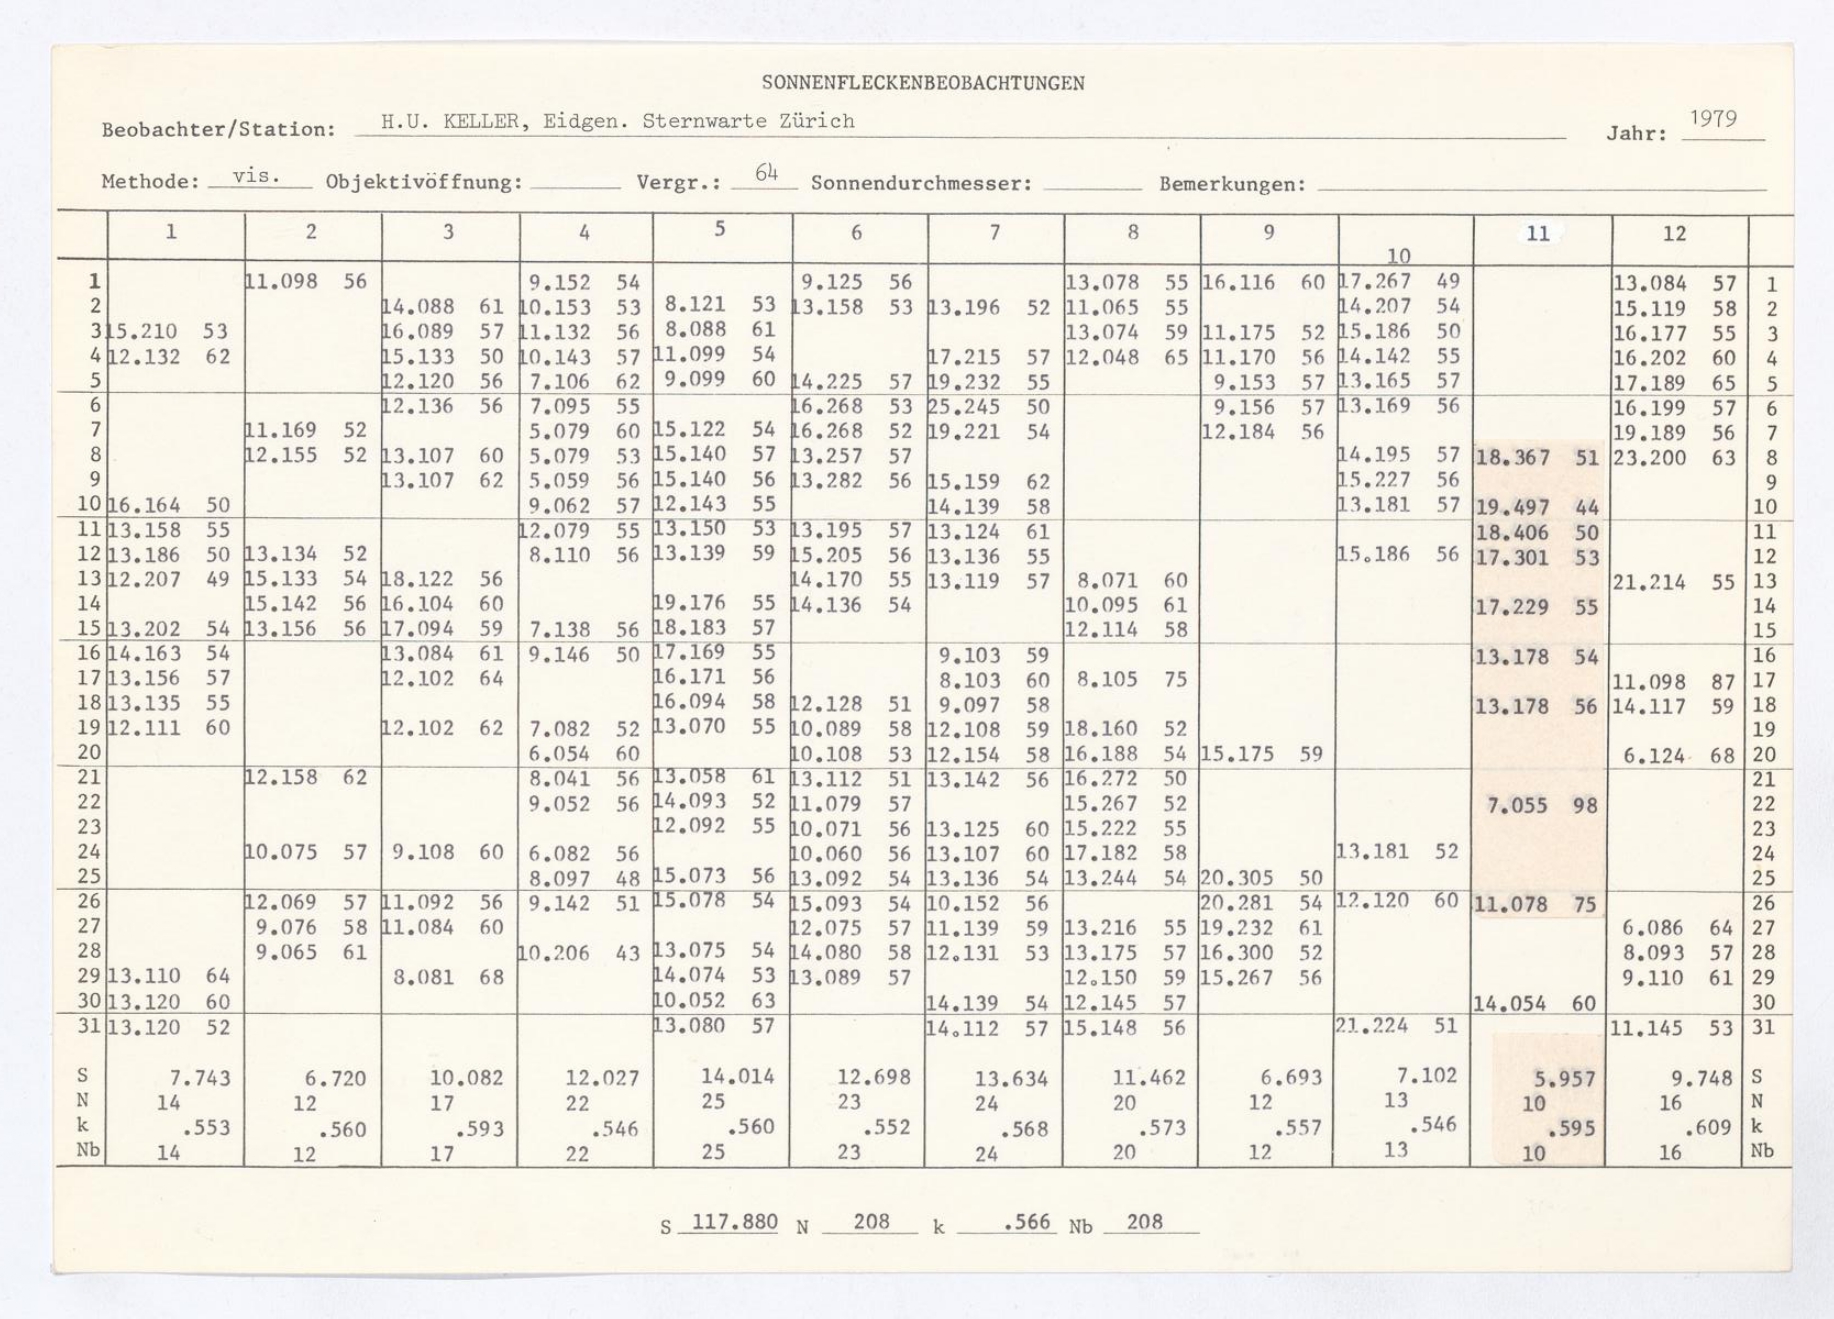 SONNENFLECKENBEOBACHTUNGEN
Beobachter/Station: H.U. KELLER, Eidgen. Sternwarte Zürich Jahr: 1979
Methode: vis. Objektivöffnung: Vergr.: 64 Sonnendurchmesser: Bemerkungen:
1 2 3 4 5 6 7 8 9 10 11 12
1 11.098 56 9.152 54 9.125 56 13.078 55 16.116 60 17.267 49 13.084 57 1
2 14.088 61 10.153 53 8.121 53 13.158 53 13.196 52 11.065 55 14.207 54 15.119 58 2
3 15.210 53 16.089 57 11.132 56 8.088 61 13.074 59 11.175 52 15.186 50 16.177 55 3
4 12.132 62 15.133 50 10.143 57 11.099 54 17.215 57 12.048 65 11.170 56 14.142 55 16.202 60 4
5 12.120 56 7.106 62 9.099 60 14.225 57 19.232 55 9.153 57 13.165 57 17.189 65 5
6 12.136 56 7.095 55 16.268 53 25.245 50 9.156 57 13.169 56 16.199 57 6
7 11.169 52 5.079 60 15.122 54 16.268 52 19.221 54 12.184 56 19.189 56 7
8 12.155 52 13.107 60 5.079 53 15.140 57 13.257 57 14.195 57 18.367 51 23.200 63 8
9 13.107 62 5.059 56 15.140 56 13.282 56 15.159 62 15.227 56 9
10 16.164 50 9.062 57 12.143 55 14.139 58 13.181 57 19.497 44 10
11 13.158 55 12.079 55 13.150 53 13.195 57 13.124 61 18.406 50 11
12 13.186 50 13.134 52 8.110 56 13.139 59 15.205 56 13.136 55 15.186 56 17.301 53 12
13 12.207 49 15.133 54 18.122 56 14.170 55 13.119 57 8.071 60 21.214 55 13
14 15.142 56 16.104 60 19.176 55 14.136 54 10.095 61 17.229 55 14
15 13.202 54 13.156 56 17.094 59 7.138 56 18.183 57 12.114 58 15
16 14.163 54 13.084 61 9.146 50 17.169 55 9.103 59 13.178 54 16
17 13.156 57 12.102 64 16.171 56 8.103 60 8.105 75 11.098 87 17
18 13.135 55 16.094 58 12.128 51 9.097 58 13.178 56 14.117 59 18
19 12.111 60 12.102 62 7.082 52 13.070 55 10.089 58 12.108 59 18.160 52 19
20 6.054 60 10.108 53 12.154 58 16.188 54 15.175 59 6.124 68 20
21 12.158 62 8.041 56 13.058 61 13.112 51 13.142 56 16.272 50 21
22 9.052 56 14.093 52 11.079 57 15.267 52 7.055 98 22
23 12.092 55 10.071 56 13.125 60 15.222 55 23
24 10.075 57 9.108 60 6.082 56 10.060 56 13.107 60 17.182 58 13.181 52 24
25 8.097 48 15.073 56 13.092 54 13.136 54 13.244 54 20.305 50 25
26 12.069 57 11.092 56 9.142 51 15.078 54 15.093 54 10.152 56 20.281 54 12.120 60 11.078 75 26
27 9.076 58 11.084 60 12.075 57 11.139 59 13.216 55 19.232 61 6.086 64 27
28 9.065 61 10.206 43 13.075 54 14.080 58 12.131 53 13.175 57 16.300 52 8.093 57 28
29 13.110 64 8.081 68 14.074 53 13.089 57 12.150 59 15.267 56 9.110 61 29
30 13.120 60 10.052 63 14.139 54 12.145 57 14.054 60 30
31 13.120 52 13.080 57 14.112 57 15.148 56 21.224 51 11.145 53 31
S 7.743 6.720 10.082 12.027 14.014 12.698 13.634 11.462 6.693 7.102 5.957 9.748 S
N 14 12 17 22 25 23 24 20 12 13 10 16 N
k .553 .560 .593 .546 .560 .552 .568 .573 .557 .546 .595 .609 k
Nb 14 12 17 22 25 23 24 20 12 13 10 16 Nb
S 117.880 N 208 k .566 Nb 208